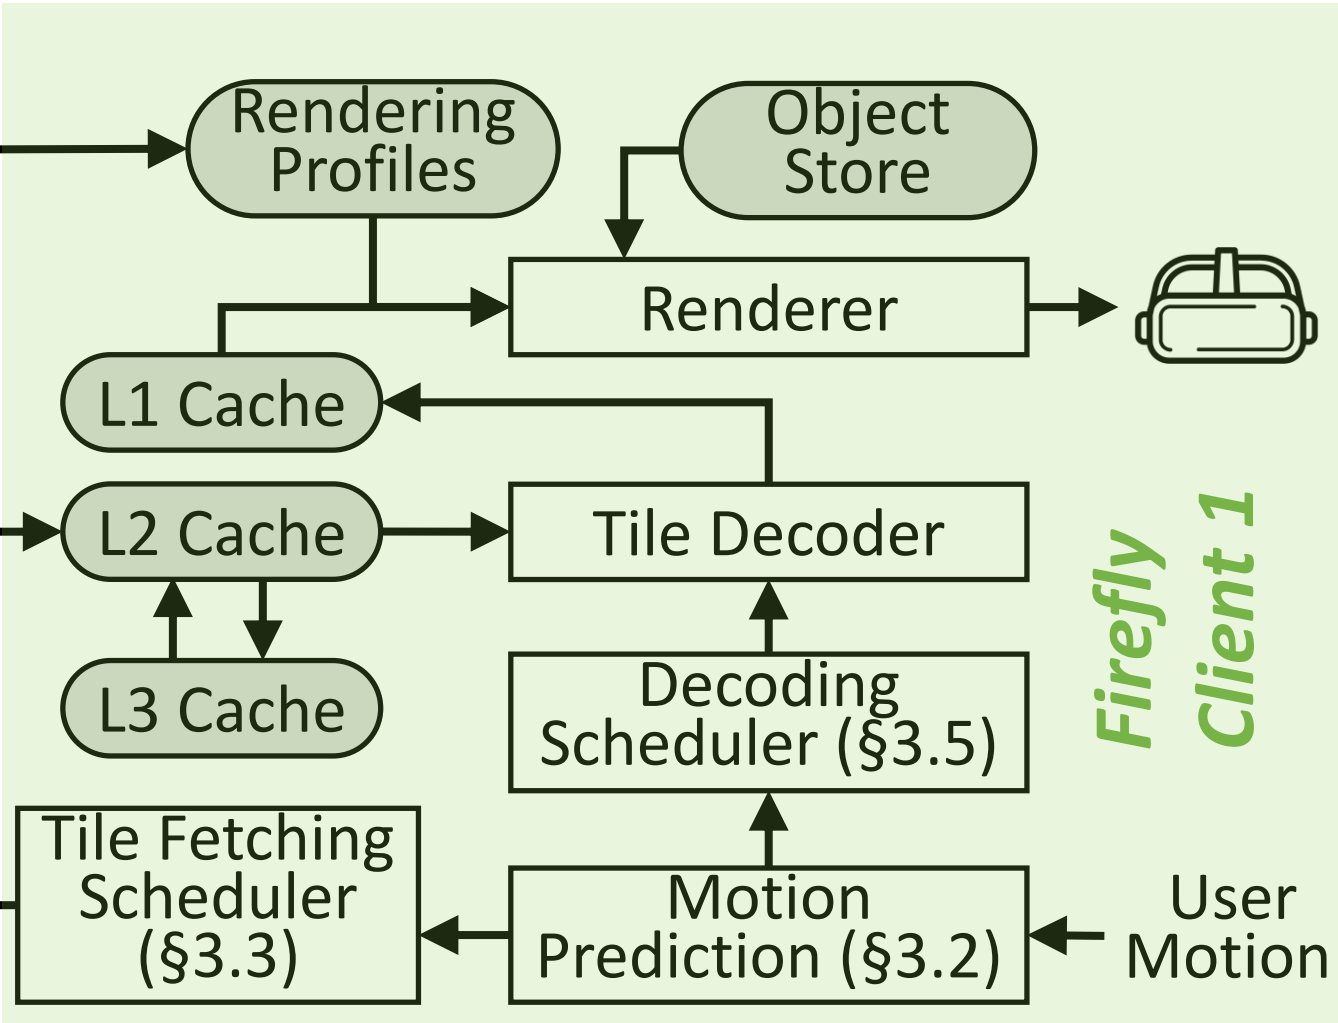 Rendering
Profiles
Object
Store
Renderer
L1 Cache
L2 Cache
Tile Decoder
L3 Cache
Decoding
Scheduler (§3.5)
Firefly
Client 1
Tile Fetching
Scheduler
(§3.3)
Motion
Prediction (§3.2)
User
Motion